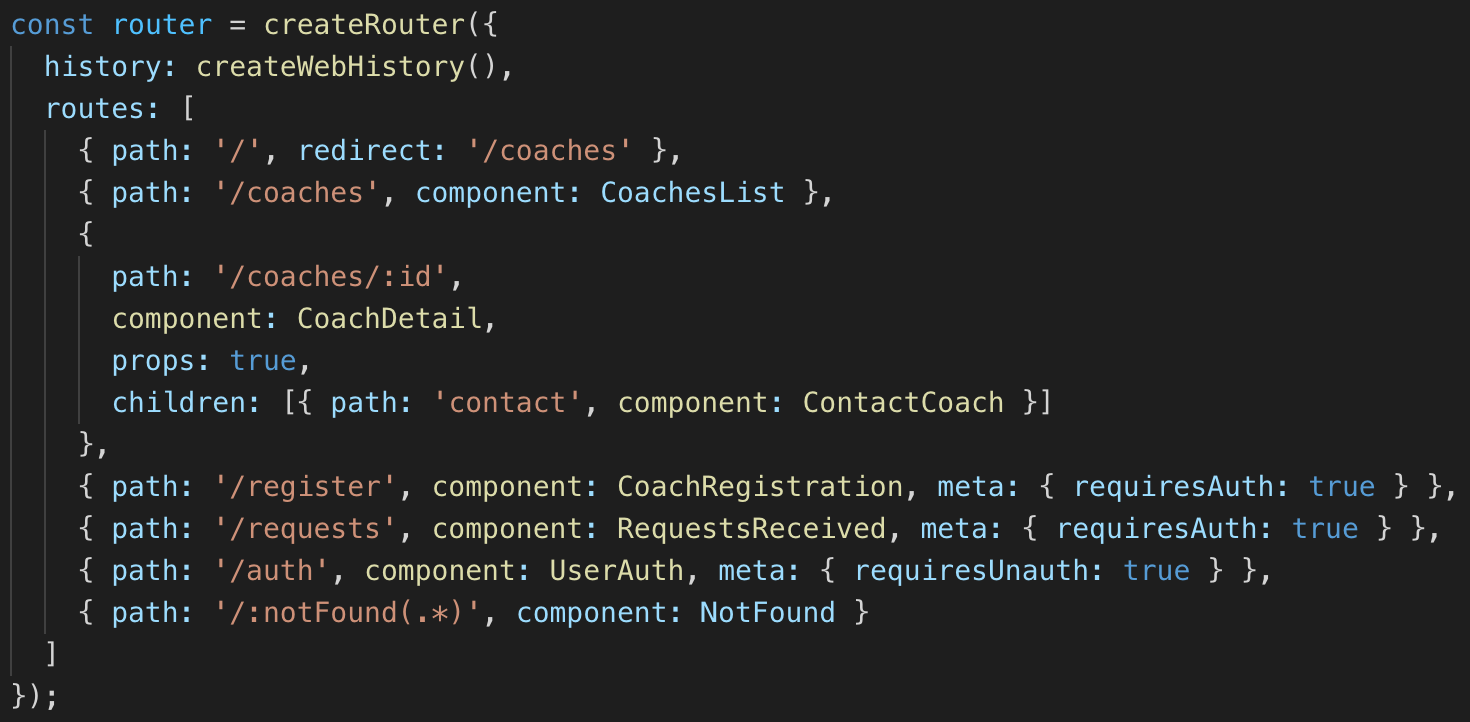 const router = createRouter({
  history: createWebHistory(),
  routes: [
    { path: '/', redirect: '/coaches' },
    { path: '/coaches', component: CoachesList },
    {
      path: '/coaches/:id',
      component: CoachDetail,
      props: true,
      children: [{ path: 'contact', component: ContactCoach }]
    },
    { path: '/register', component: CoachRegistration, meta: { requiresAuth: true } },
    { path: '/requests', component: RequestsReceived, meta: { requiresAuth: true } },
    { path: '/auth', component: UserAuth, meta: { requiresUnauth: true } },
    { path: '/:notFound(.*)', component: NotFound }
  ]
});